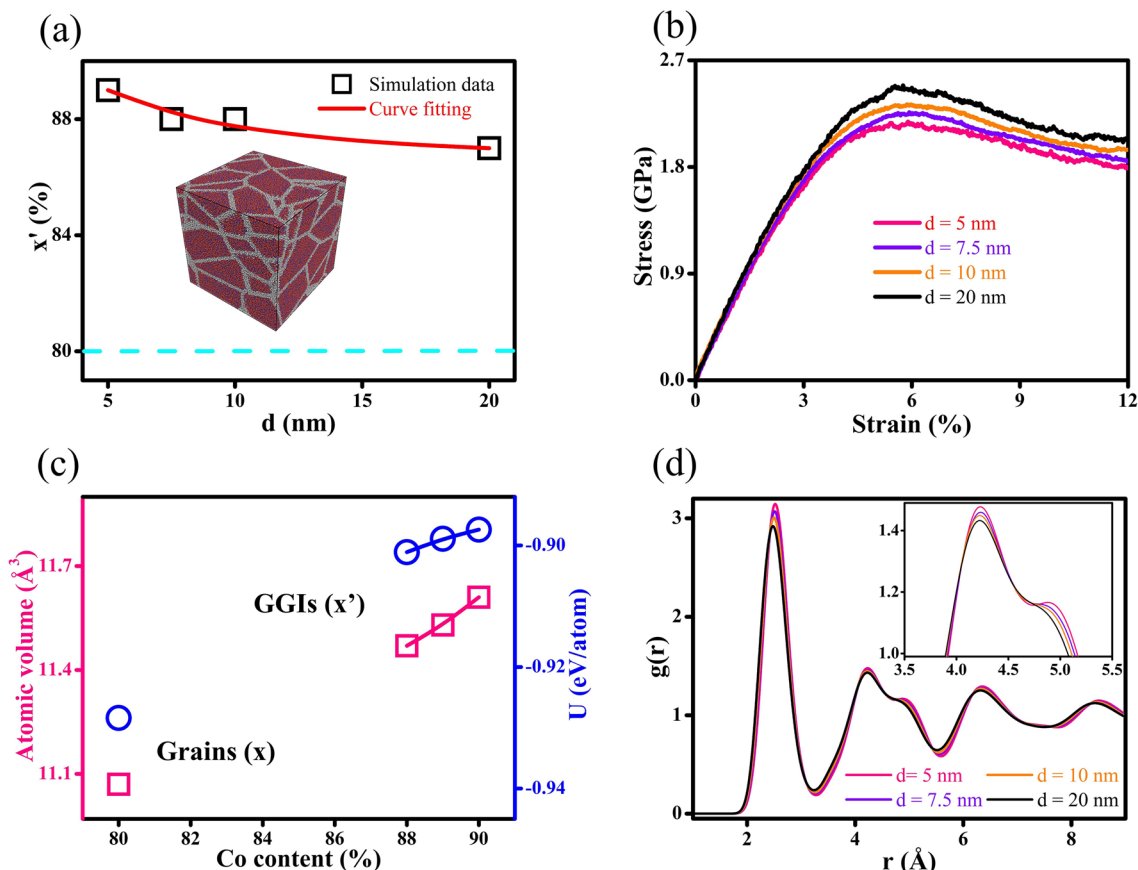 (a)
Simulation data
Curve fitting
88
84
80
x' (%)
5
10
15
20
d (nm)
(b)
2.7
1.8
0.9
0.0
Stress (GPa)
d = 5 nm
d = 7.5 nm
d = 10 nm
d = 20 nm
0
3
6
9
12
Strain (%)
(c)
11.7
11.4
11.1
Atomic volume (Å³)
GGIs (x’)
Grains (x)
-0.90
-0.92
-0.94
U (eV/atom)
80
82
84
86
88
90
Co content (%)
(d)
3
2
1
0
g(r)
1.4
1.2
1.0
3.5
4.0
4.5
5.0
5.5
d= 5 nm
d = 10 nm
d = 7.5 nm
d = 20 nm
2
4
6
8
r (Å)